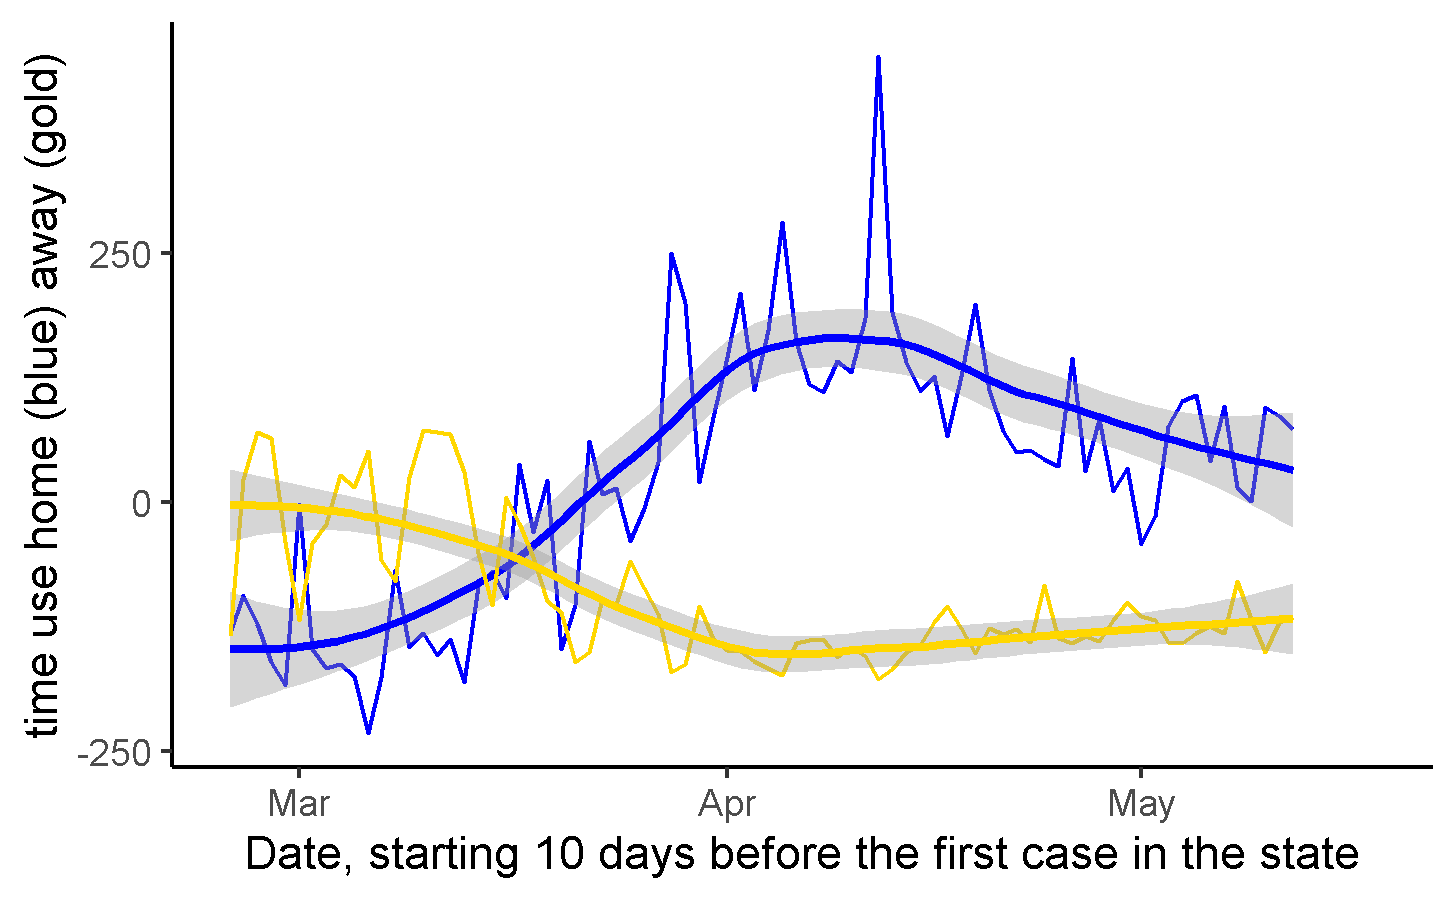 time use home (blue) away (gold)
250
0
-250
Mar
Apr
May
Date, starting 10 days before the first case in the state